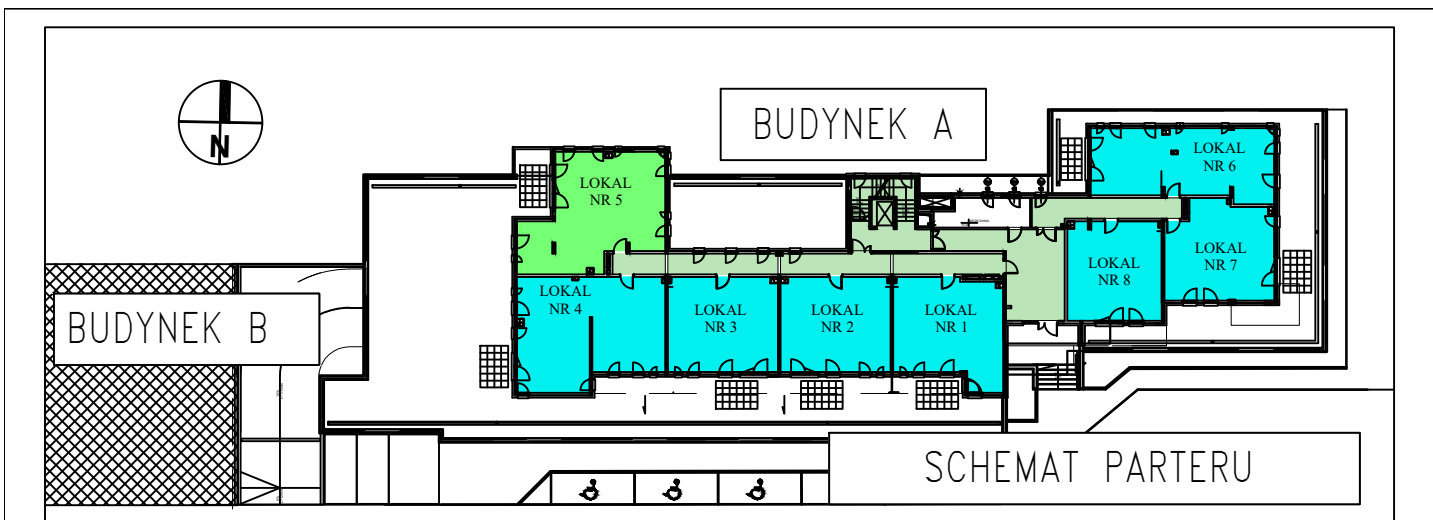 BUDYNEK A
N
LOKAL
NR 6
LOKAL
NR 5
LOKAL
NR 7
LOKAL
NR 8
LOKAL
NR 4
LOKAL
NR 3
LOKAL
NR 2
LOKAL
NR 1
BUDYNEK B
SCHEMAT PARTERU